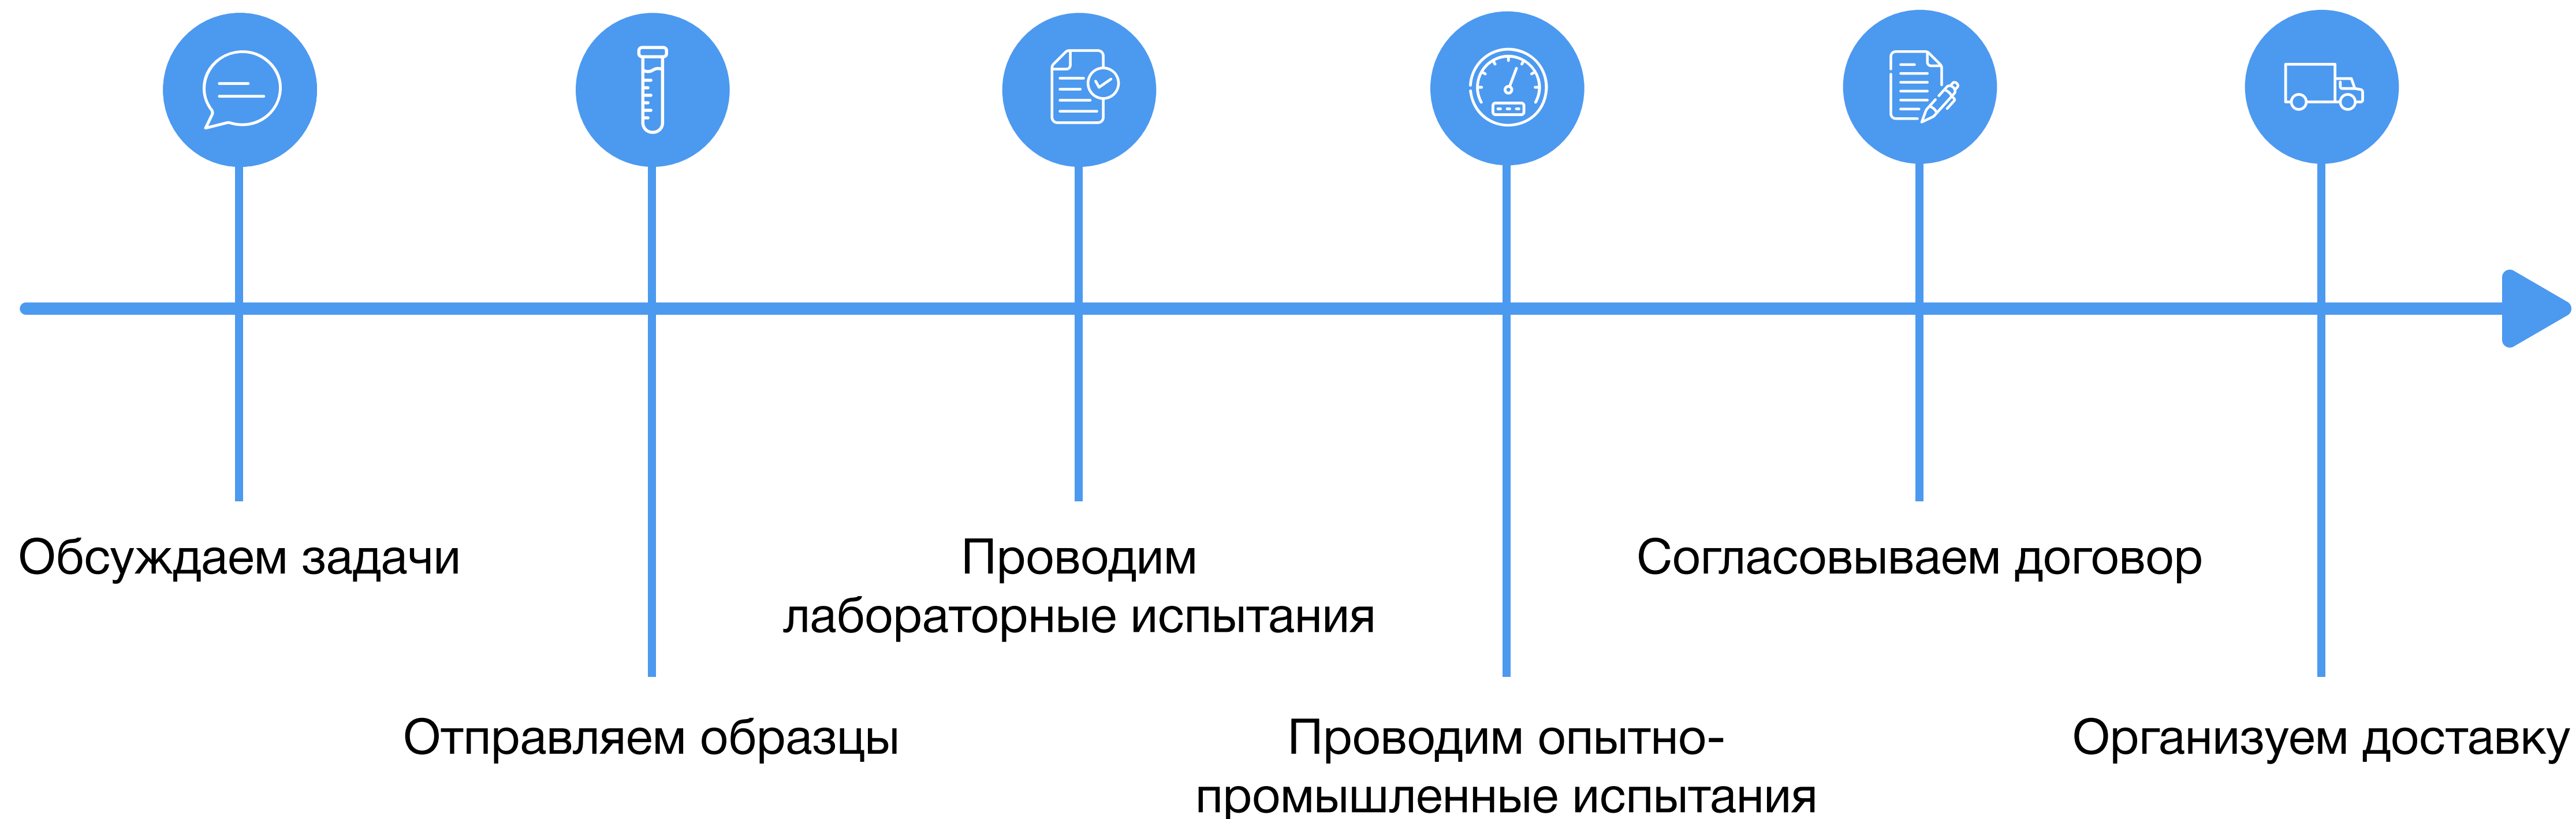 Обсуждаем задачи
Отправляем образцы
Проводим
лабораторные испытания
Проводим опытно-
промышленные испытания
Согласовываем договор
Организуем доставку